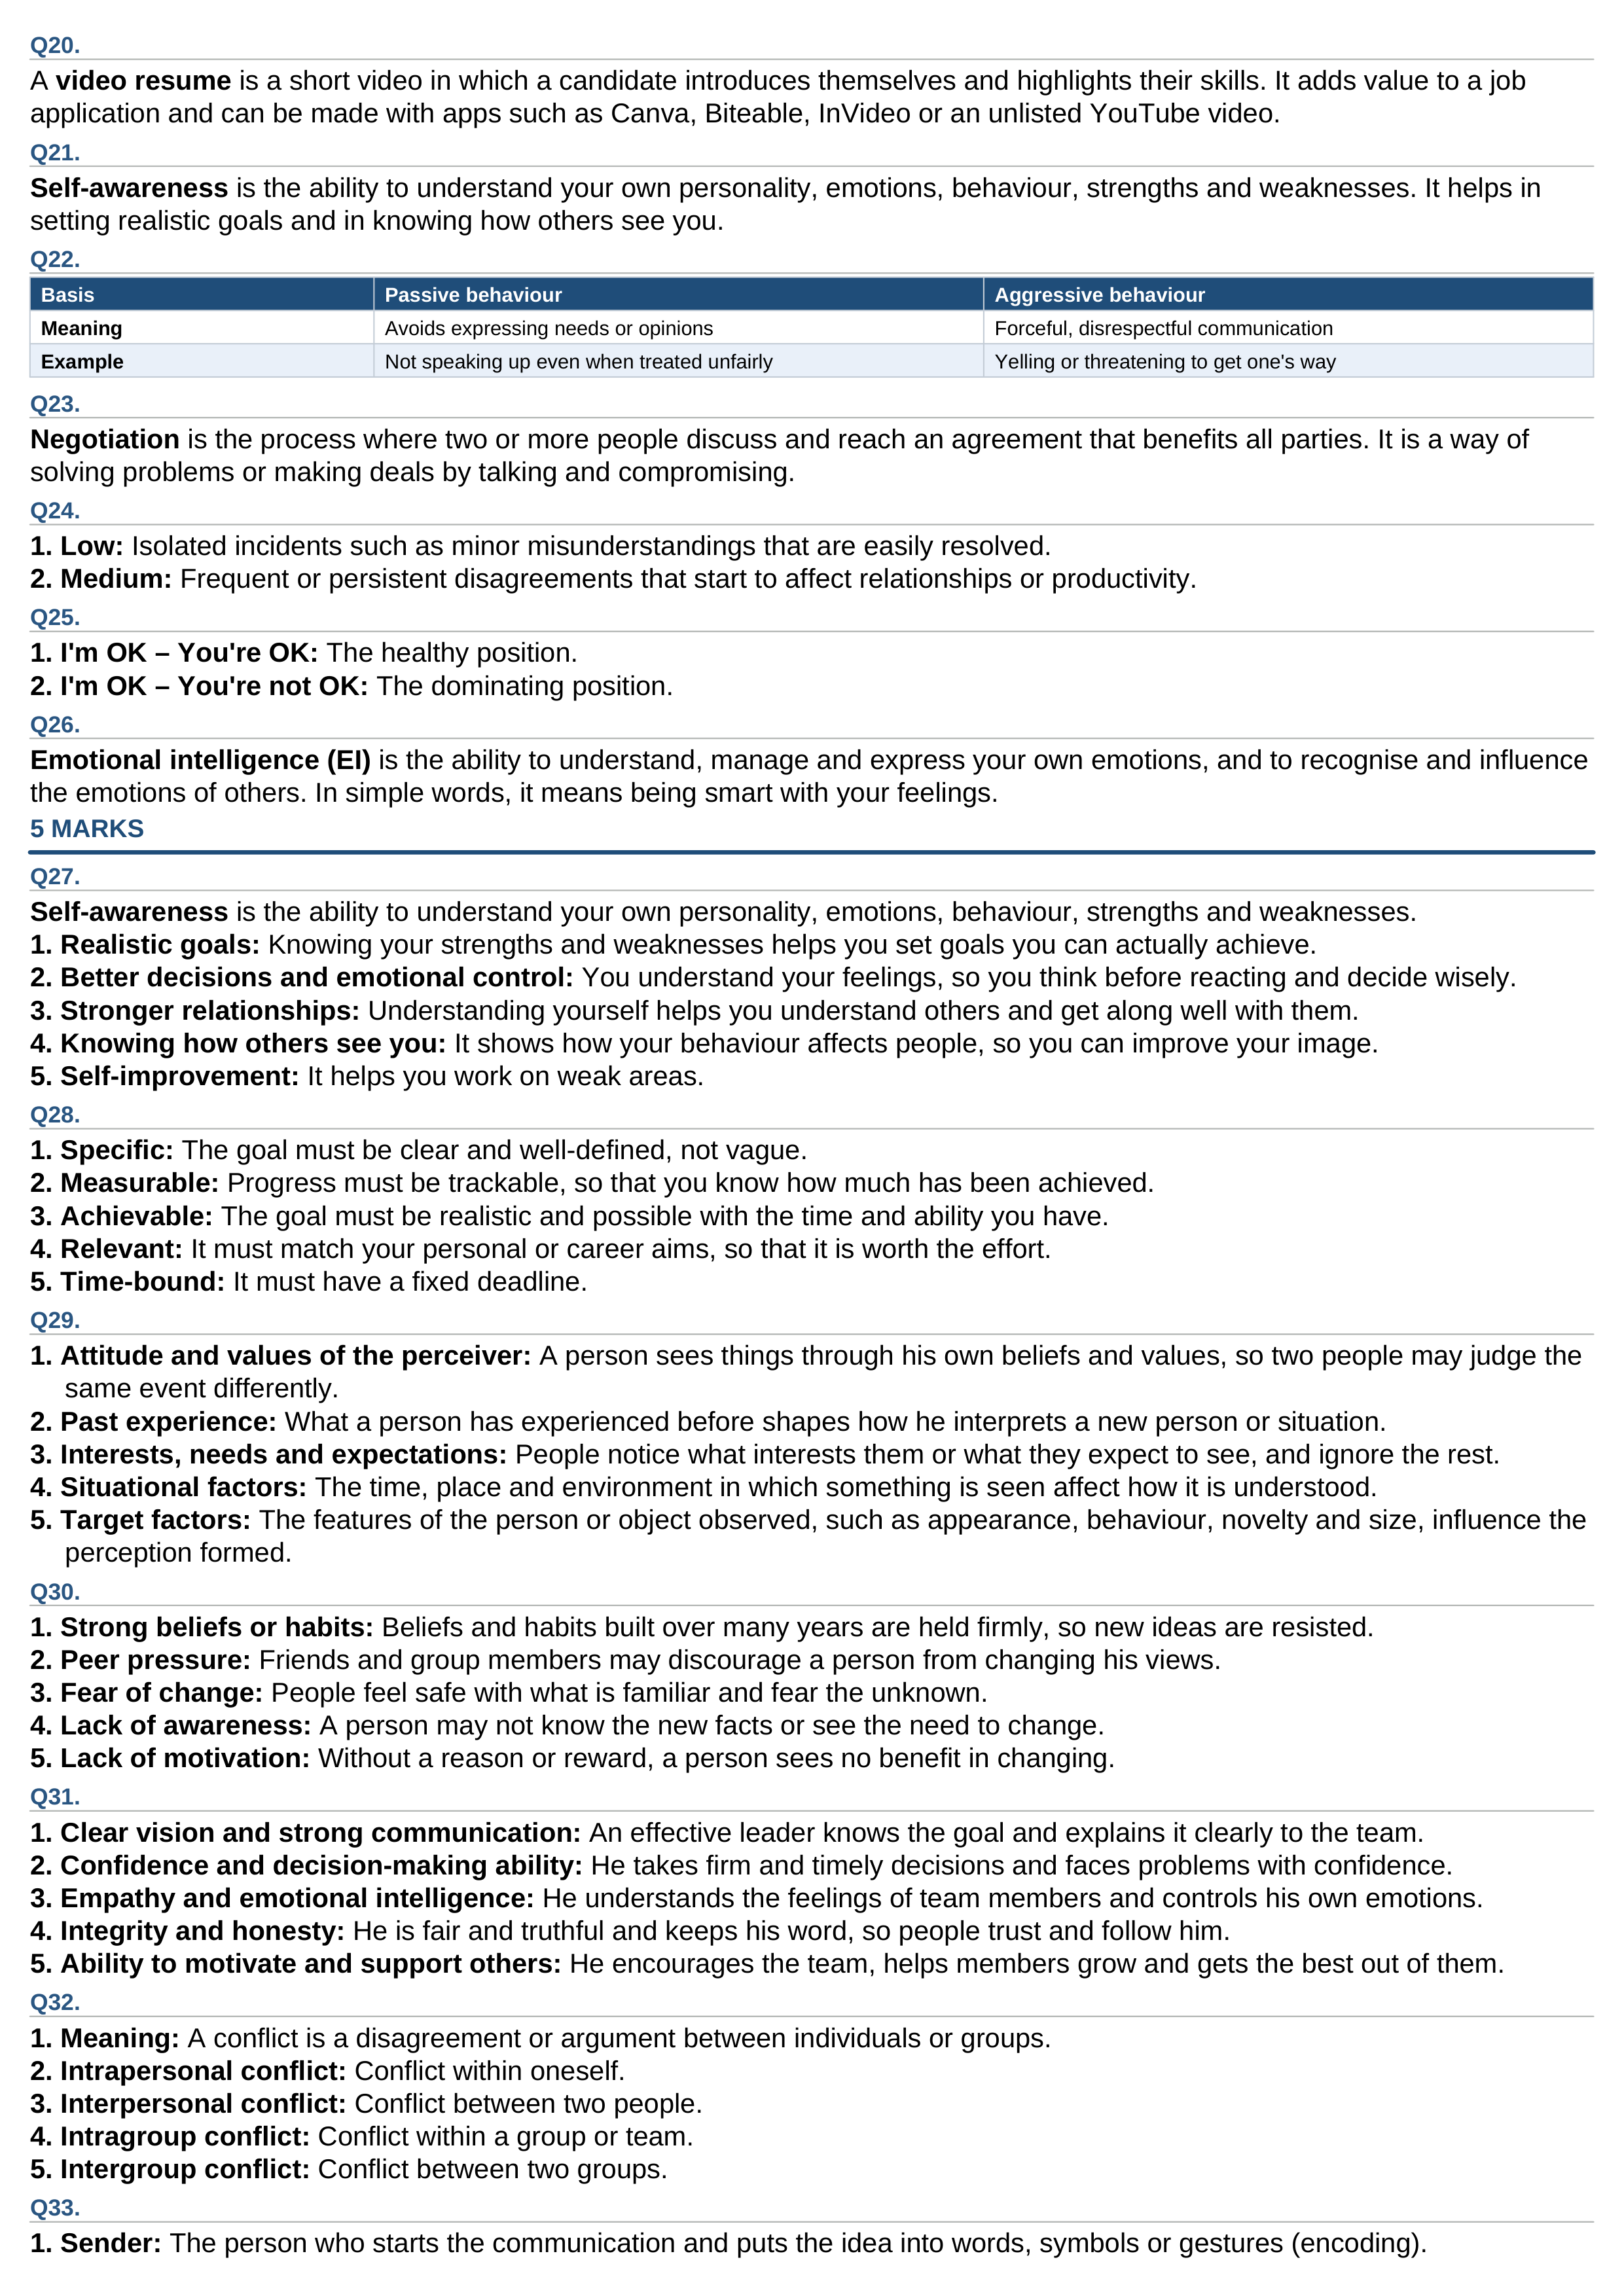 Q20.
A video resume is a short video in which a candidate introduces themselves and highlights their skills. It adds value to a job
application and can be made with apps such as Canva, Biteable, InVideo or an unlisted YouTube video.
Q21.
Self-awareness is the ability to understand your own personality, emotions, behaviour, strengths and weaknesses. It helps in
setting realistic goals and in knowing how others see you.
Q22.
Basis Passive behaviour Aggressive behaviour
Meaning Avoids expressing needs or opinions Forceful, disrespectful communication
Example Not speaking up even when treated unfairly Yelling or threatening to get one's way
Q23.
Negotiation is the process where two or more people discuss and reach an agreement that benefits all parties. It is a way of
solving problems or making deals by talking and compromising.
Q24.
1. Low: Isolated incidents such as minor misunderstandings that are easily resolved.
2. Medium: Frequent or persistent disagreements that start to affect relationships or productivity.
Q25.
1. I'm OK – You're OK: The healthy position.
2. I'm OK – You're not OK: The dominating position.
Q26.
Emotional intelligence (EI) is the ability to understand, manage and express your own emotions, and to recognise and influence
the emotions of others. In simple words, it means being smart with your feelings.
5 MARKS
Q27.
Self-awareness is the ability to understand your own personality, emotions, behaviour, strengths and weaknesses.
1. Realistic goals: Knowing your strengths and weaknesses helps you set goals you can actually achieve.
2. Better decisions and emotional control: You understand your feelings, so you think before reacting and decide wisely.
3. Stronger relationships: Understanding yourself helps you understand others and get along well with them.
4. Knowing how others see you: It shows how your behaviour affects people, so you can improve your image.
5. Self-improvement: It helps you work on weak areas.
Q28.
1. Specific: The goal must be clear and well-defined, not vague.
2. Measurable: Progress must be trackable, so that you know how much has been achieved.
3. Achievable: The goal must be realistic and possible with the time and ability you have.
4. Relevant: It must match your personal or career aims, so that it is worth the effort.
5. Time-bound: It must have a fixed deadline.
Q29.
1. Attitude and values of the perceiver: A person sees things through his own beliefs and values, so two people may judge the
same event differently.
2. Past experience: What a person has experienced before shapes how he interprets a new person or situation.
3. Interests, needs and expectations: People notice what interests them or what they expect to see, and ignore the rest.
4. Situational factors: The time, place and environment in which something is seen affect how it is understood.
5. Target factors: The features of the person or object observed, such as appearance, behaviour, novelty and size, influence the
perception formed.
Q30.
1. Strong beliefs or habits: Beliefs and habits built over many years are held firmly, so new ideas are resisted.
2. Peer pressure: Friends and group members may discourage a person from changing his views.
3. Fear of change: People feel safe with what is familiar and fear the unknown.
4. Lack of awareness: A person may not know the new facts or see the need to change.
5. Lack of motivation: Without a reason or reward, a person sees no benefit in changing.
Q31.
1. Clear vision and strong communication: An effective leader knows the goal and explains it clearly to the team.
2. Confidence and decision-making ability: He takes firm and timely decisions and faces problems with confidence.
3. Empathy and emotional intelligence: He understands the feelings of team members and controls his own emotions.
4. Integrity and honesty: He is fair and truthful and keeps his word, so people trust and follow him.
5. Ability to motivate and support others: He encourages the team, helps members grow and gets the best out of them.
Q32.
1. Meaning: A conflict is a disagreement or argument between individuals or groups.
2. Intrapersonal conflict: Conflict within oneself.
3. Interpersonal conflict: Conflict between two people.
4. Intragroup conflict: Conflict within a group or team.
5. Intergroup conflict: Conflict between two groups.
Q33.
1. Sender: The person who starts the communication and puts the idea into words, symbols or gestures (encoding).